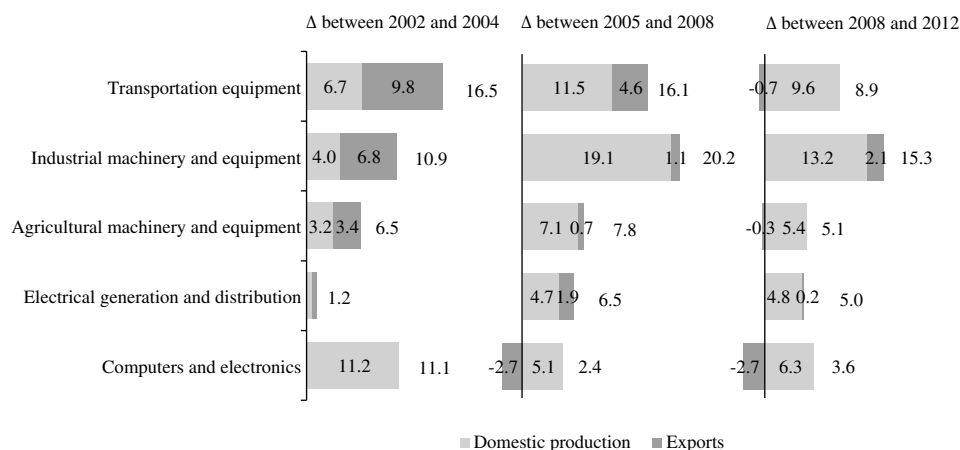 Δ between 2002 and 2004 Δ between 2005 and 2008 Δ between 2008 and 2012
Transportation equipment 6.7 9.8 16.5 11.5 4.6 16.1 -0.7 9.6 8.9
Industrial machinery and equipment 4.0 6.8 10.9 19.1 1.1 20.2 13.2 2.1 15.3
Agricultural machinery and equipment 3.2 3.4 6.5 7.1 0.7 7.8 -0.3 5.4 5.1
Electrical generation and distribution 1.2 4.7 1.9 6.5 4.8 0.2 5.0
Computers and electronics 11.2 11.1 -2.7 5.1 2.4 -2.7 6.3 3.6
Domestic production Exports